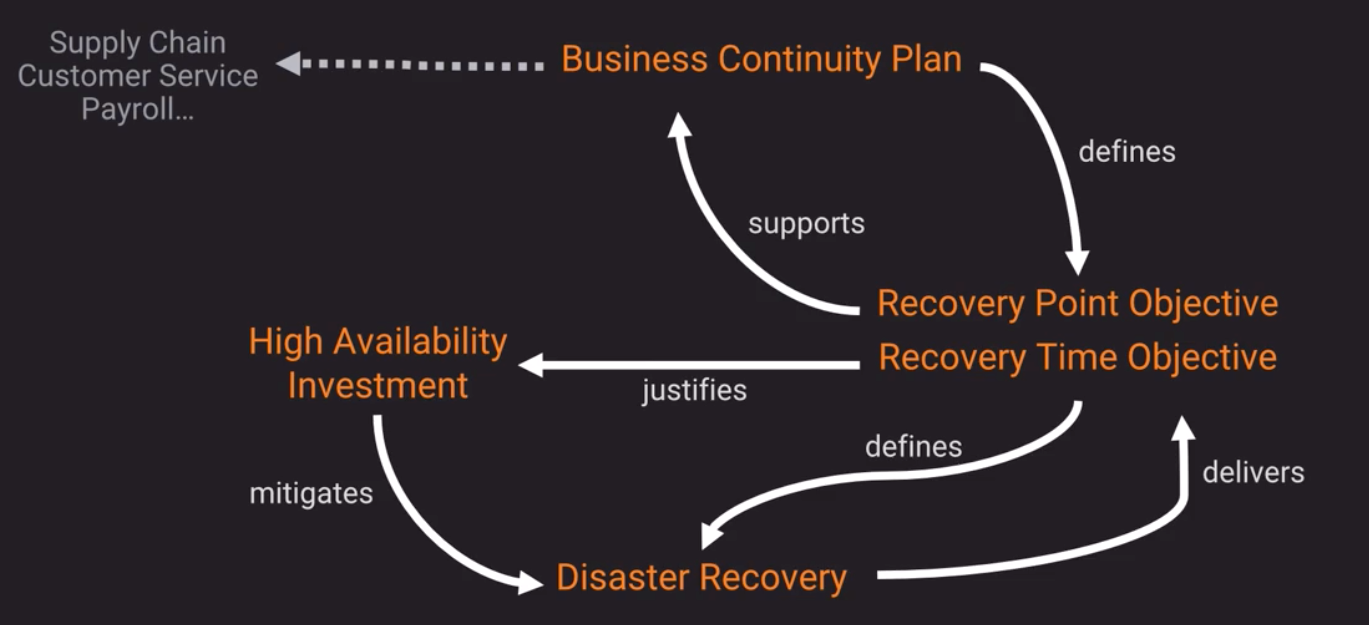 Supply Chain
Customer Service
Payroll...
Business Continuity Plan
defines
supports
Recovery Point Objective
Recovery Time Objective
High Availability
Investment
justifies
defines
delivers
mitigates
Disaster Recovery